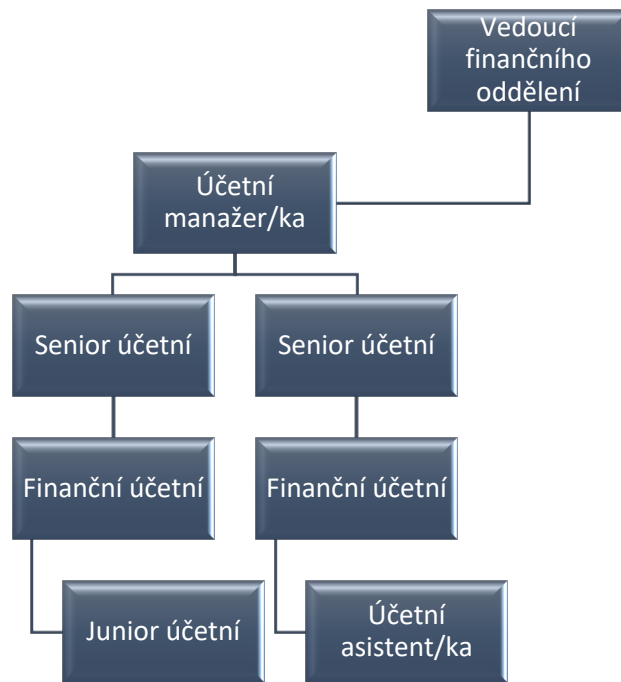 Vedoucí
finančního
oddělení
Účetní
manažer/ka
Senior účetní
Senior účetní
Finanční účetní
Finanční účetní
Junior účetní
Účetní
asistent/ka